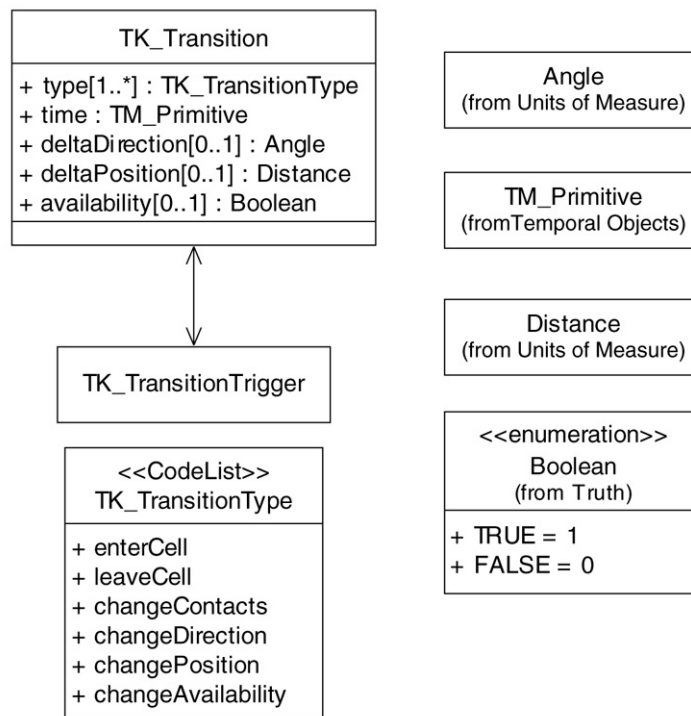 TK_Transition
+ type[1..*] : TK_TransitionType
+ time : TM_Primitive
+ deltaDirection[0..1] : Angle
+ deltaPosition[0..1] : Distance
+ availability[0..1] : Boolean
TK_TransitionTrigger
<<CodeList>>
TK_TransitionType
+ enterCell
+ leaveCell
+ changeContacts
+ changeDirection
+ changePosition
+ changeAvailability
Angle
(from Units of Measure)
TM_Primitive
(fromTemporal Objects)
Distance
(from Units of Measure)
<<enumeration>>
Boolean
(from Truth)
+ TRUE = 1
+ FALSE = 0